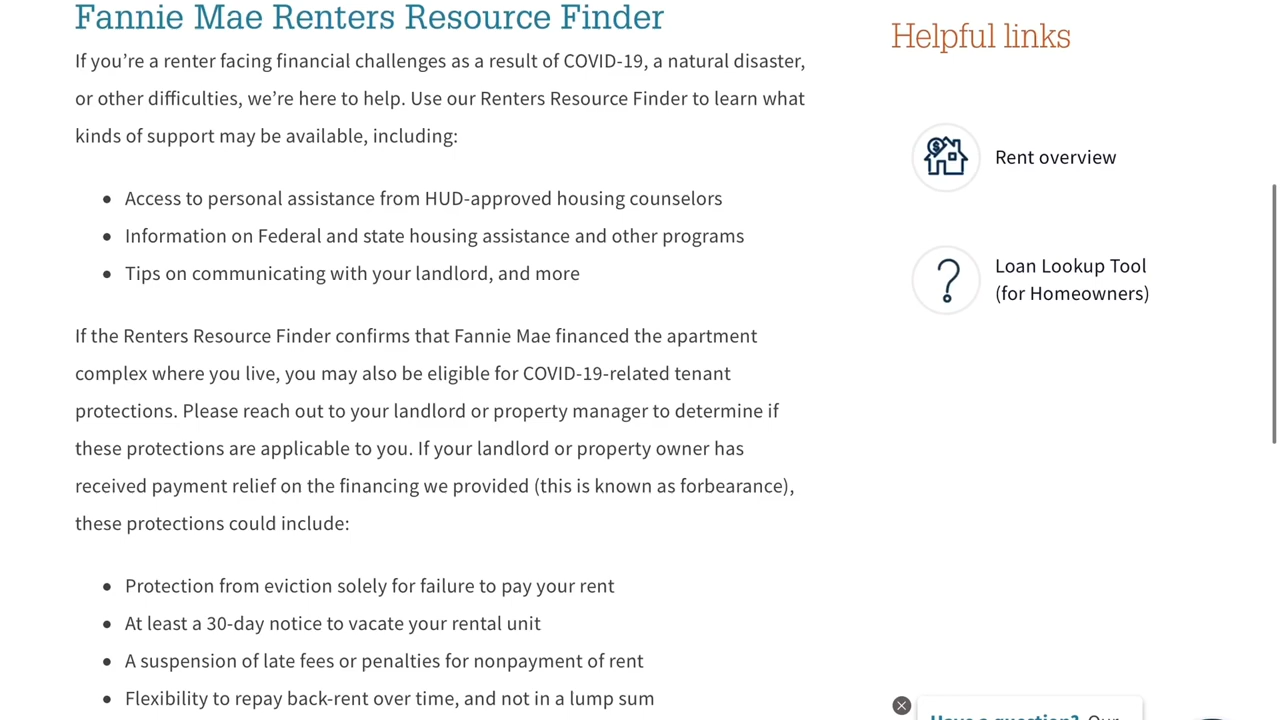 Fannie Mae Renters Resource Finder
If you're a renter facing financial challenges as a result of COVID-19, a natural disaster,
or other difficulties, we're here to help. Use our Renters Resource Finder to learn what
kinds of support may be available, including:
• Access to personal assistance from HUD-approved housing counselors
• Information on Federal and state housing assistance and other programs
• Tips on communicating with your landlord, and more
If the Renters Resource Finder confirms that Fannie Mae financed the apartment
complex where you live, you may also be eligible for COVID-19-related tenant
protections. Please reach out to your landlord or property manager to determine if
these protections are applicable to you. If your landlord or property owner has
received payment relief on the financing we provided (this is known as forbearance),
these protections could include:
• Protection from eviction solely for failure to pay your rent
• At least a 30-day notice to vacate your rental unit
• A suspension of late fees or penalties for nonpayment of rent
• Flexibility to repay back-rent over time, and not in a lump sum
Helpful links
Rent overview
Loan Lookup Tool
(for Homeowners)
Have a question? Our